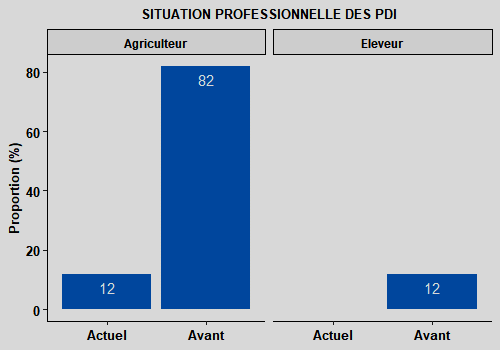 SITUATION PROFESSIONNELLE DES PDI
Agriculteur
Eleveur
Proportion (%)
80
60
40
20
0
82
12
12
Actuel
Avant
Actuel
Avant